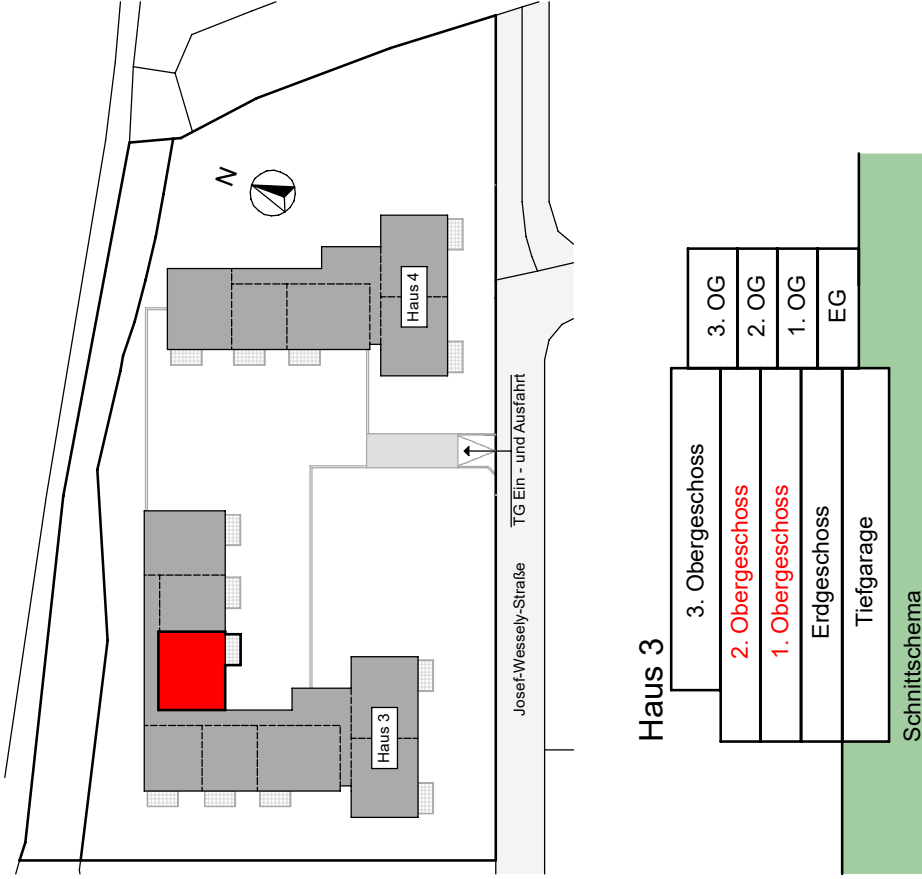 N
Haus 4
TG Ein - und Ausfahrt
Josef-Wessely-Straße
Haus 3
Haus 3
3. Obergeschoss
2. Obergeschoss
1. Obergeschoss
Erdgeschoss
Tiefgarage
3. OG
2. OG
1. OG
EG
Schnittschema